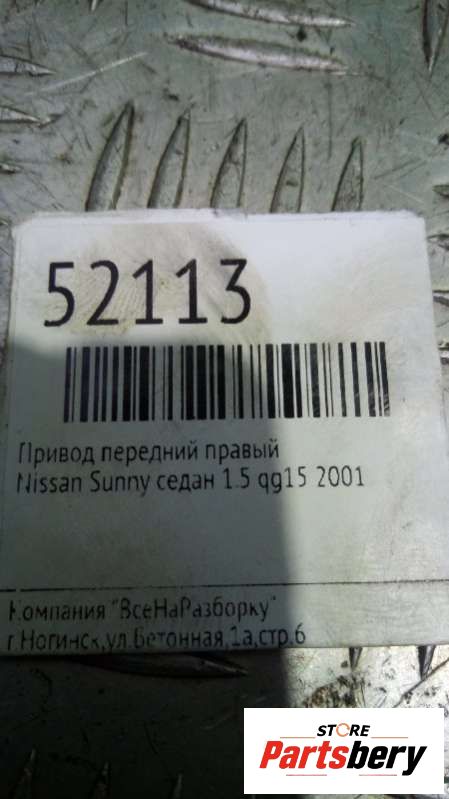 52113
Привод передний правый
Nissan Sunny седан 1.5 qg15 2001
Компания "ВсеНаРазборку"
г.Ногинск,ул.Бетонная,1а,стр.6
STORE
Partsbery